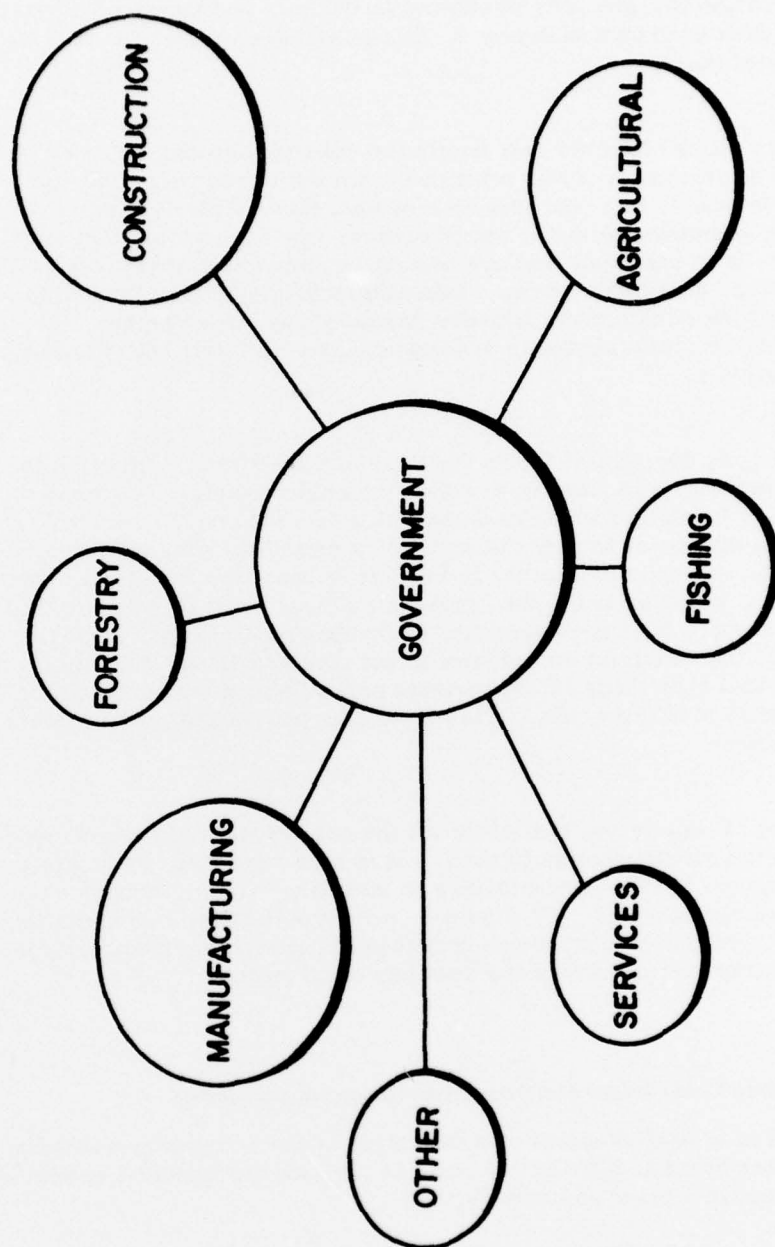 FORESTRY
CONSTRUCTION
MANUFACTURING
GOVERNMENT
OTHER
SERVICES
AGRICULTURAL
FISHING